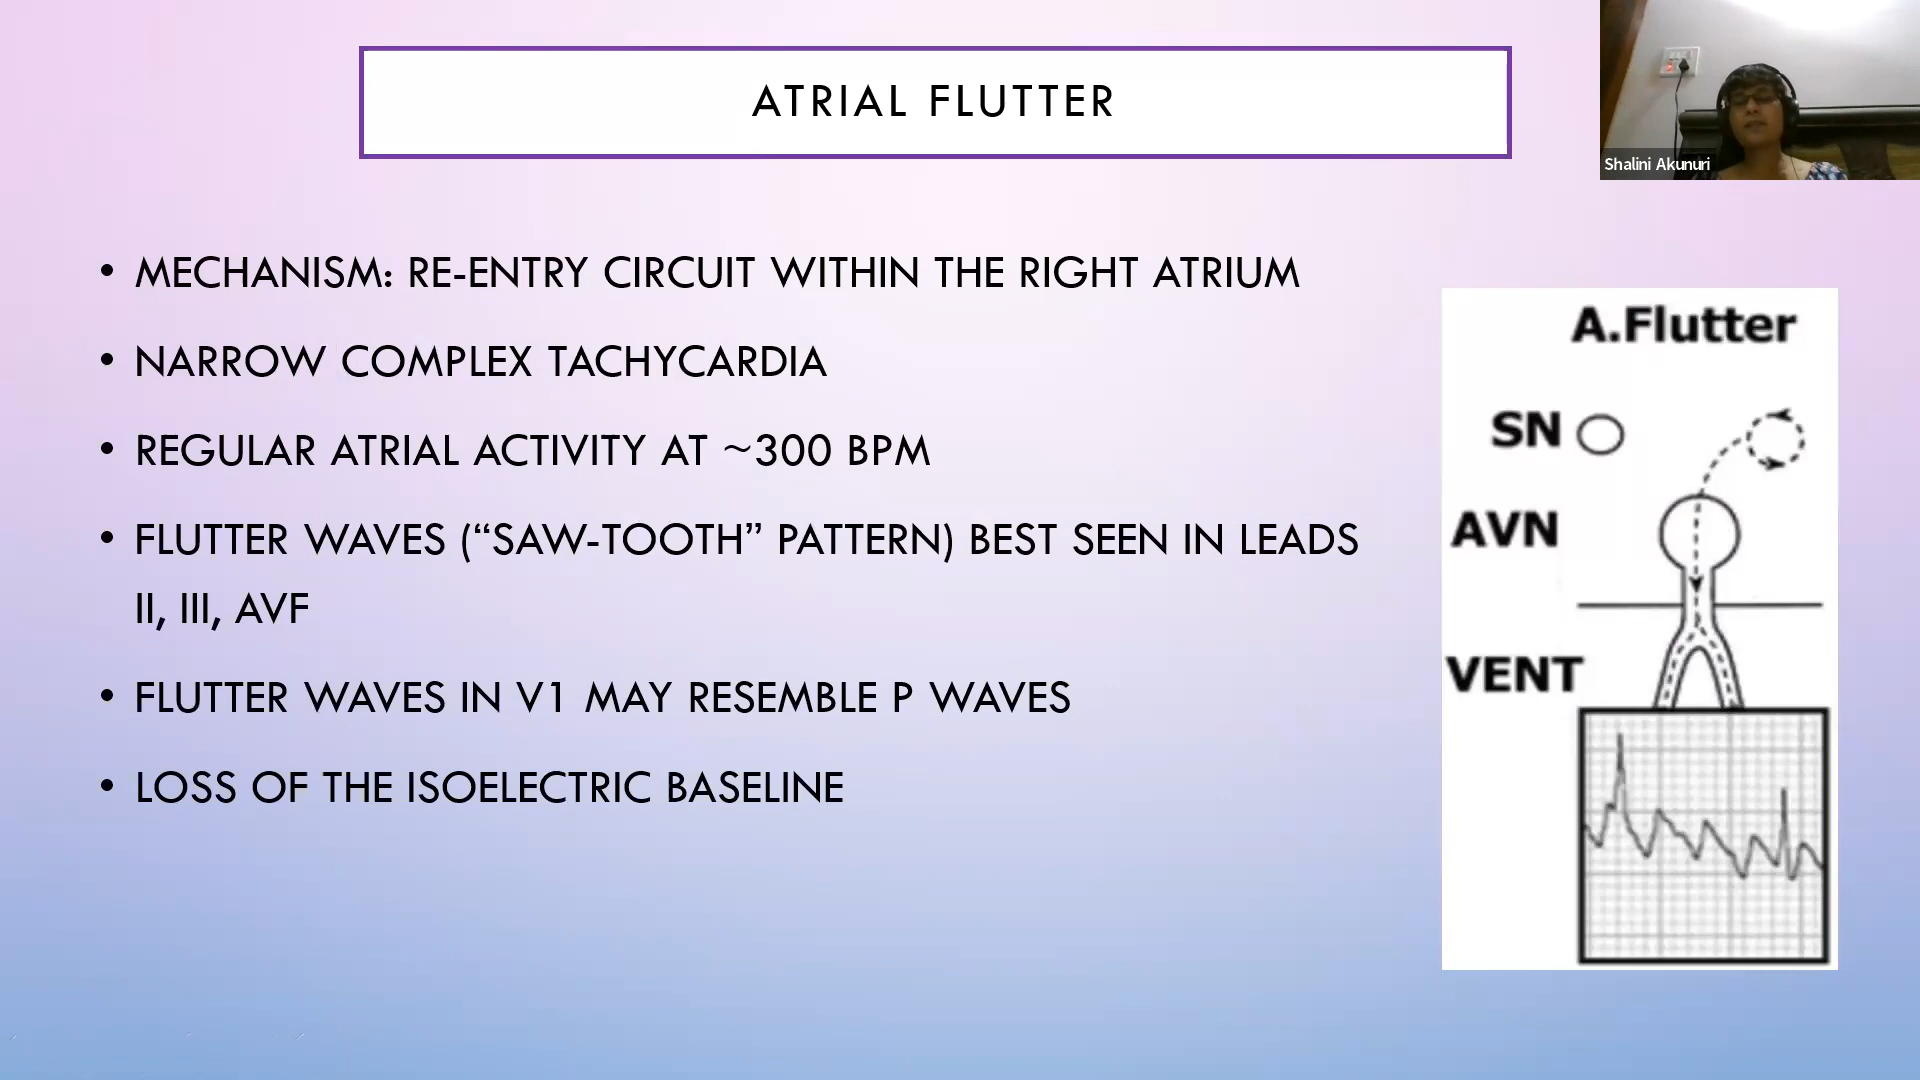 ATRIAL FLUTTER
Shalini Akunuri
• MECHANISM: RE-ENTRY CIRCUIT WITHIN THE RIGHT ATRIUM
• NARROW COMPLEX TACHYCARDIA
• REGULAR ATRIAL ACTIVITY AT ~300 BPM
• FLUTTER WAVES (“SAW-TOOTH” PATTERN) BEST SEEN IN LEADS
II, III, AVF
• FLUTTER WAVES IN V1 MAY RESEMBLE P WAVES
• LOSS OF THE ISOELECTRIC BASELINE
A.Flutter
SN
AVN
VENT